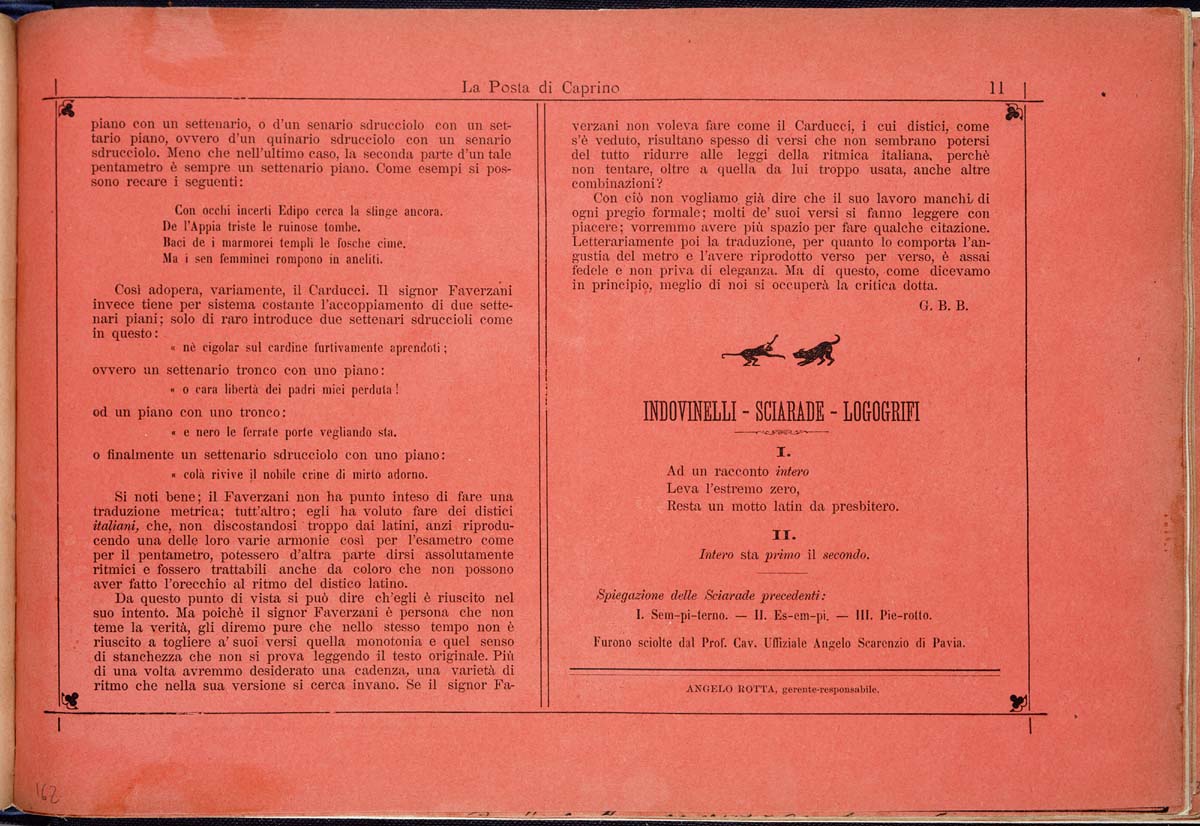 La Posta di Caprino
11
piano con un settenario, o d'un senario sdrucciolo con un set-
tario piano, ovvero d'un quinario sdrucciolo con un senario
sdrucciolo. Meno che nell'ultimo caso, la seconda parte d'un tale
pentametro è sempre un settenario piano. Come esempi si pos-
sono recare i seguenti:
Con occhi incerti Edipo cerca la sfinge ancora.
De l'Appia triste le ruinose tombe.
Baci de i marmorei templi le fosche cime.
Ma i sen femminei rompono in aneliti.
Così adopera, variamente, il Carducci. Il signor Faverzani
invece tiene per sistema costante l'accoppiamento di due sette-
nari piani; solo di raro introduce due settenari sdruccioli come
in questo:
« nè cigolar sul cardine furtivamente aprendoti;
ovvero un settenario tronco con uno piano:
« o cara libertà dei padri miei perduta!
od un piano con uno tronco:
« e nero le ferrate porte vegliando sta.
o finalmente un settenario sdrucciolo con uno piano:
« colà rivive il nobile crine di mirto adorno.
Si noti bene; il Faverzani non ha punto inteso di fare una
traduzione metrica; tutt'altro; egli ha voluto fare dei distici
italiani, che, non discostandosi troppo dai latini, anzi riprodu-
cendo una delle loro varie armonie così per l'esametro come
per il pentametro, potessero d'altra parte dirsi assolutamente
ritmici e fossero trattabili anche da coloro che non possono
aver fatto l'orecchio al ritmo del distico latino.
Da questo punto di vista si può dire ch'egli è riuscito nel
suo intento. Ma poichè il signor Faverzani è persona che non
teme la verità, gli diremo pure che nello stesso tempo non è
riuscito a togliere a' suoi versi quella monotonia e quel senso
di stanchezza che non si prova leggendo il testo originale. Più
di una volta avremmo desiderato una cadenza, una varietà di
ritmo che nella sua versione si cerca invano. Se il signor Fa-
verzani non voleva fare come il Carducci, i cui distici, come
s'è veduto, risultano spesso di versi che non sembrano potersi
del tutto ridurre alle leggi della ritmica italiana, perchè
non tentare, oltre a quella da lui troppo usata, anche altre
combinazioni?
Con ciò non vogliamo già dire che il suo lavoro manchi di
ogni pregio formale; molti de' suoi versi si fanno leggere con
piacere; vorremmo avere più spazio per fare qualche citazione.
Letterariamente poi la traduzione, per quanto lo comporta l'an-
gustia del metro e l'avere riprodotto verso per verso, è assai
fedele e non priva di eleganza. Ma di questo, come dicevamo
in principio, meglio di noi si occuperà la critica dotta.
G. B. B.
INDOVINELLI - SCIARADE - LOGOGRIFI
I.
Ad un racconto intero
Leva l'estremo zero,
Resta un motto latin da presbitero.
II.
Intero sta primo il secondo.
Spiegazione delle Sciarade precedenti:
I. Sem-pi-terno. — II. Es-em-pi. — III. Pie-rotto.
Furono sciolte dal Prof. Cav. Uffiziale Angelo Scarenzio di Pavia.
ANGELO ROTTA, gerente-responsabile.
162